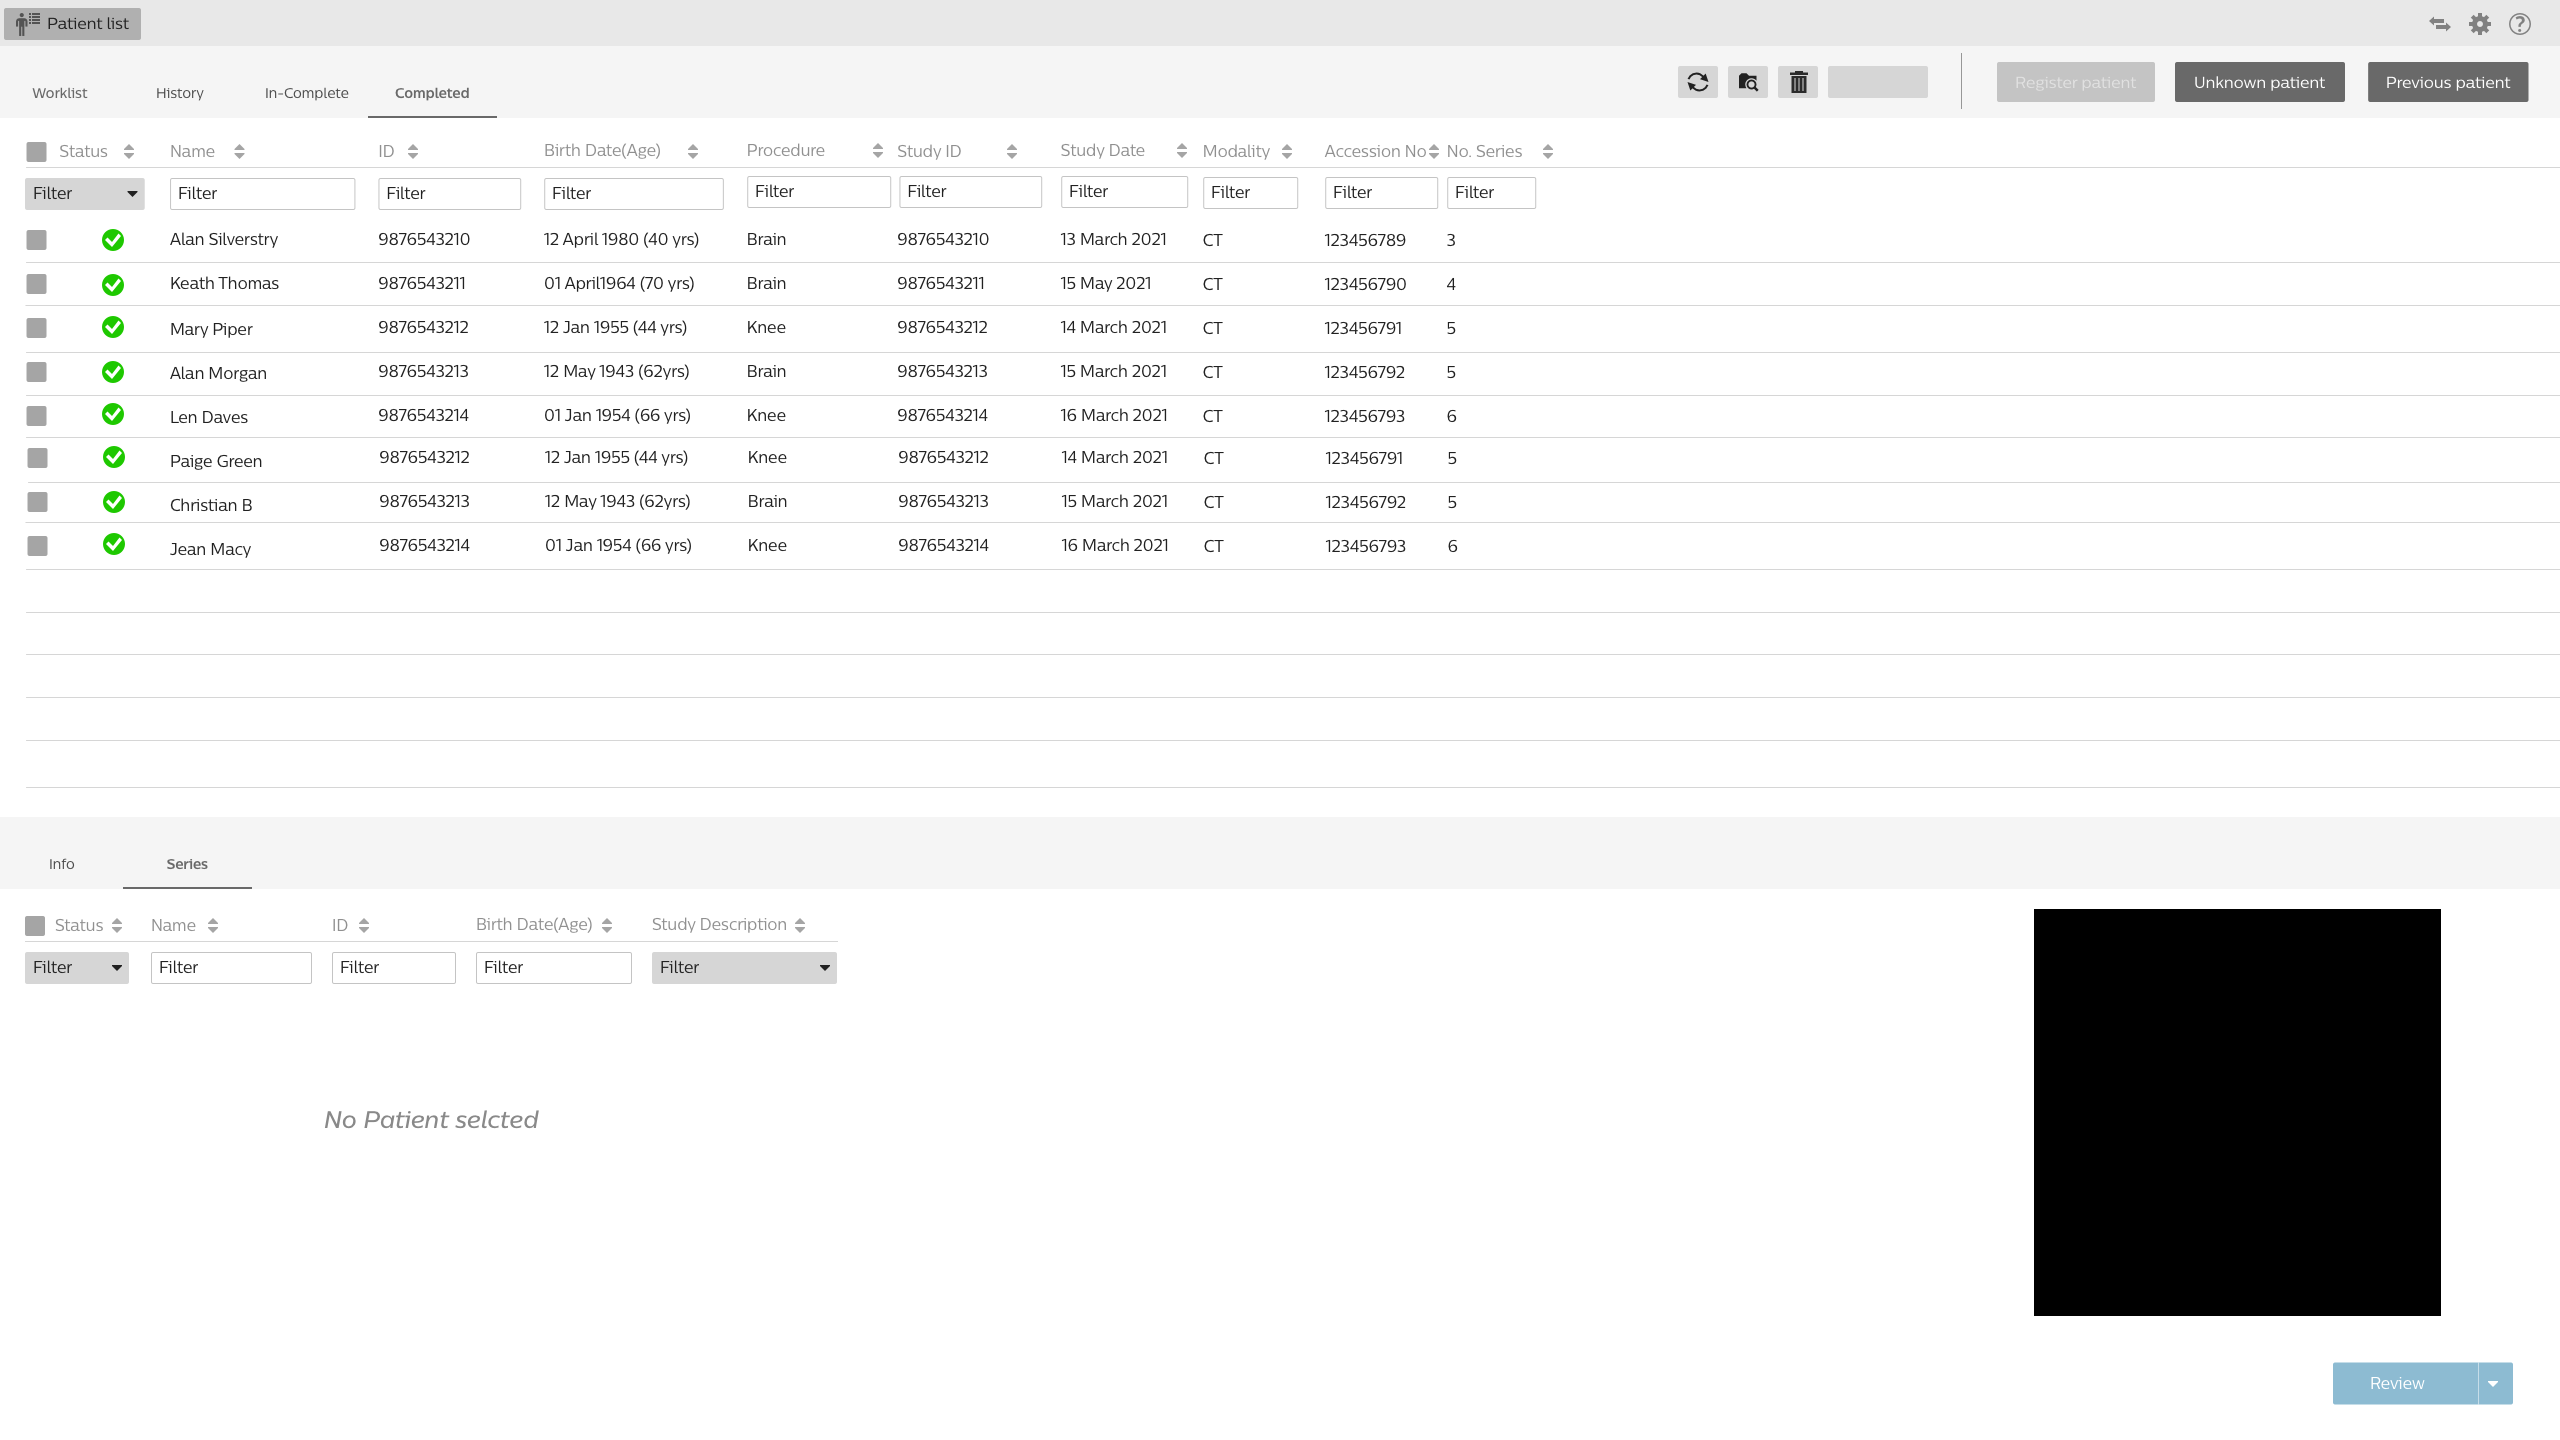 Patient list
Worklist History In-Complete Completed Register patient Unknown patient Previous patient
Status Name ID Birth Date(Age) Procedure Study ID Study Date Modality Accession No No. Series
Filter Filter Filter Filter Filter Filter Filter Filter Filter Filter
Alan Silverstry 9876543210 12 April 1980 (40 yrs) Brain 9876543210 13 March 2021 CT 123456789 3
Keath Thomas 9876543211 01 April1964 (70 yrs) Brain 9876543211 15 May 2021 CT 123456790 4
Mary Piper 9876543212 12 Jan 1955 (44 yrs) Knee 9876543212 14 March 2021 CT 123456791 5
Alan Morgan 9876543213 12 May 1943 (62yrs) Brain 9876543213 15 March 2021 CT 123456792 5
Len Daves 9876543214 01 Jan 1954 (66 yrs) Knee 9876543214 16 March 2021 CT 123456793 6
Paige Green 9876543212 12 Jan 1955 (44 yrs) Knee 9876543212 14 March 2021 CT 123456791 5
Christian B 9876543213 12 May 1943 (62yrs) Brain 9876543213 15 March 2021 CT 123456792 5
Jean Macy 9876543214 01 Jan 1954 (66 yrs) Knee 9876543214 16 March 2021 CT 123456793 6
Info Series
Status Name ID Birth Date(Age) Study Description
Filter Filter Filter Filter Filter
No Patient selcted
Review